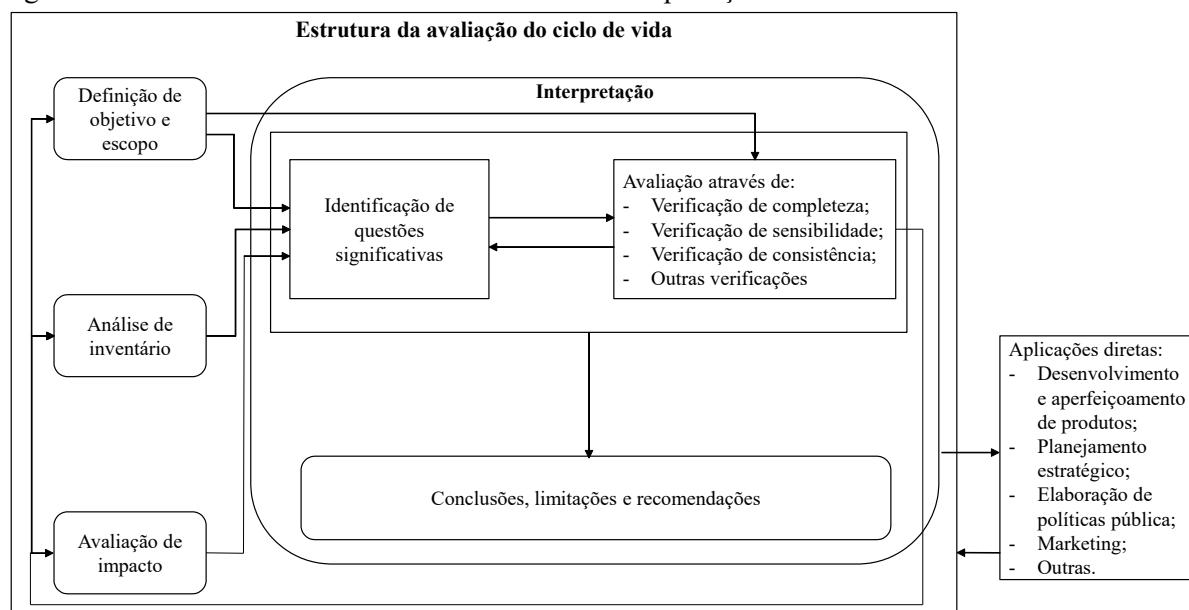 Estrutura da avaliação do ciclo de vida
Definição de
objetivo e
escopo
Interpretação
Identificação de
questões
significativas
Avaliação através de:
- Verificação de completeza;
- Verificação de sensibilidade;
- Verificação de consistência;
- Outras verificações
Análise de
inventário
Aplicações diretas:
- Desenvolvimento
e aperfeiçoamento
de produtos;
- Planejamento
estratégico;
- Elaboração de
políticas pública;
- Marketing;
- Outras.
Conclusões, limitações e recomendações
Avaliação de
impacto